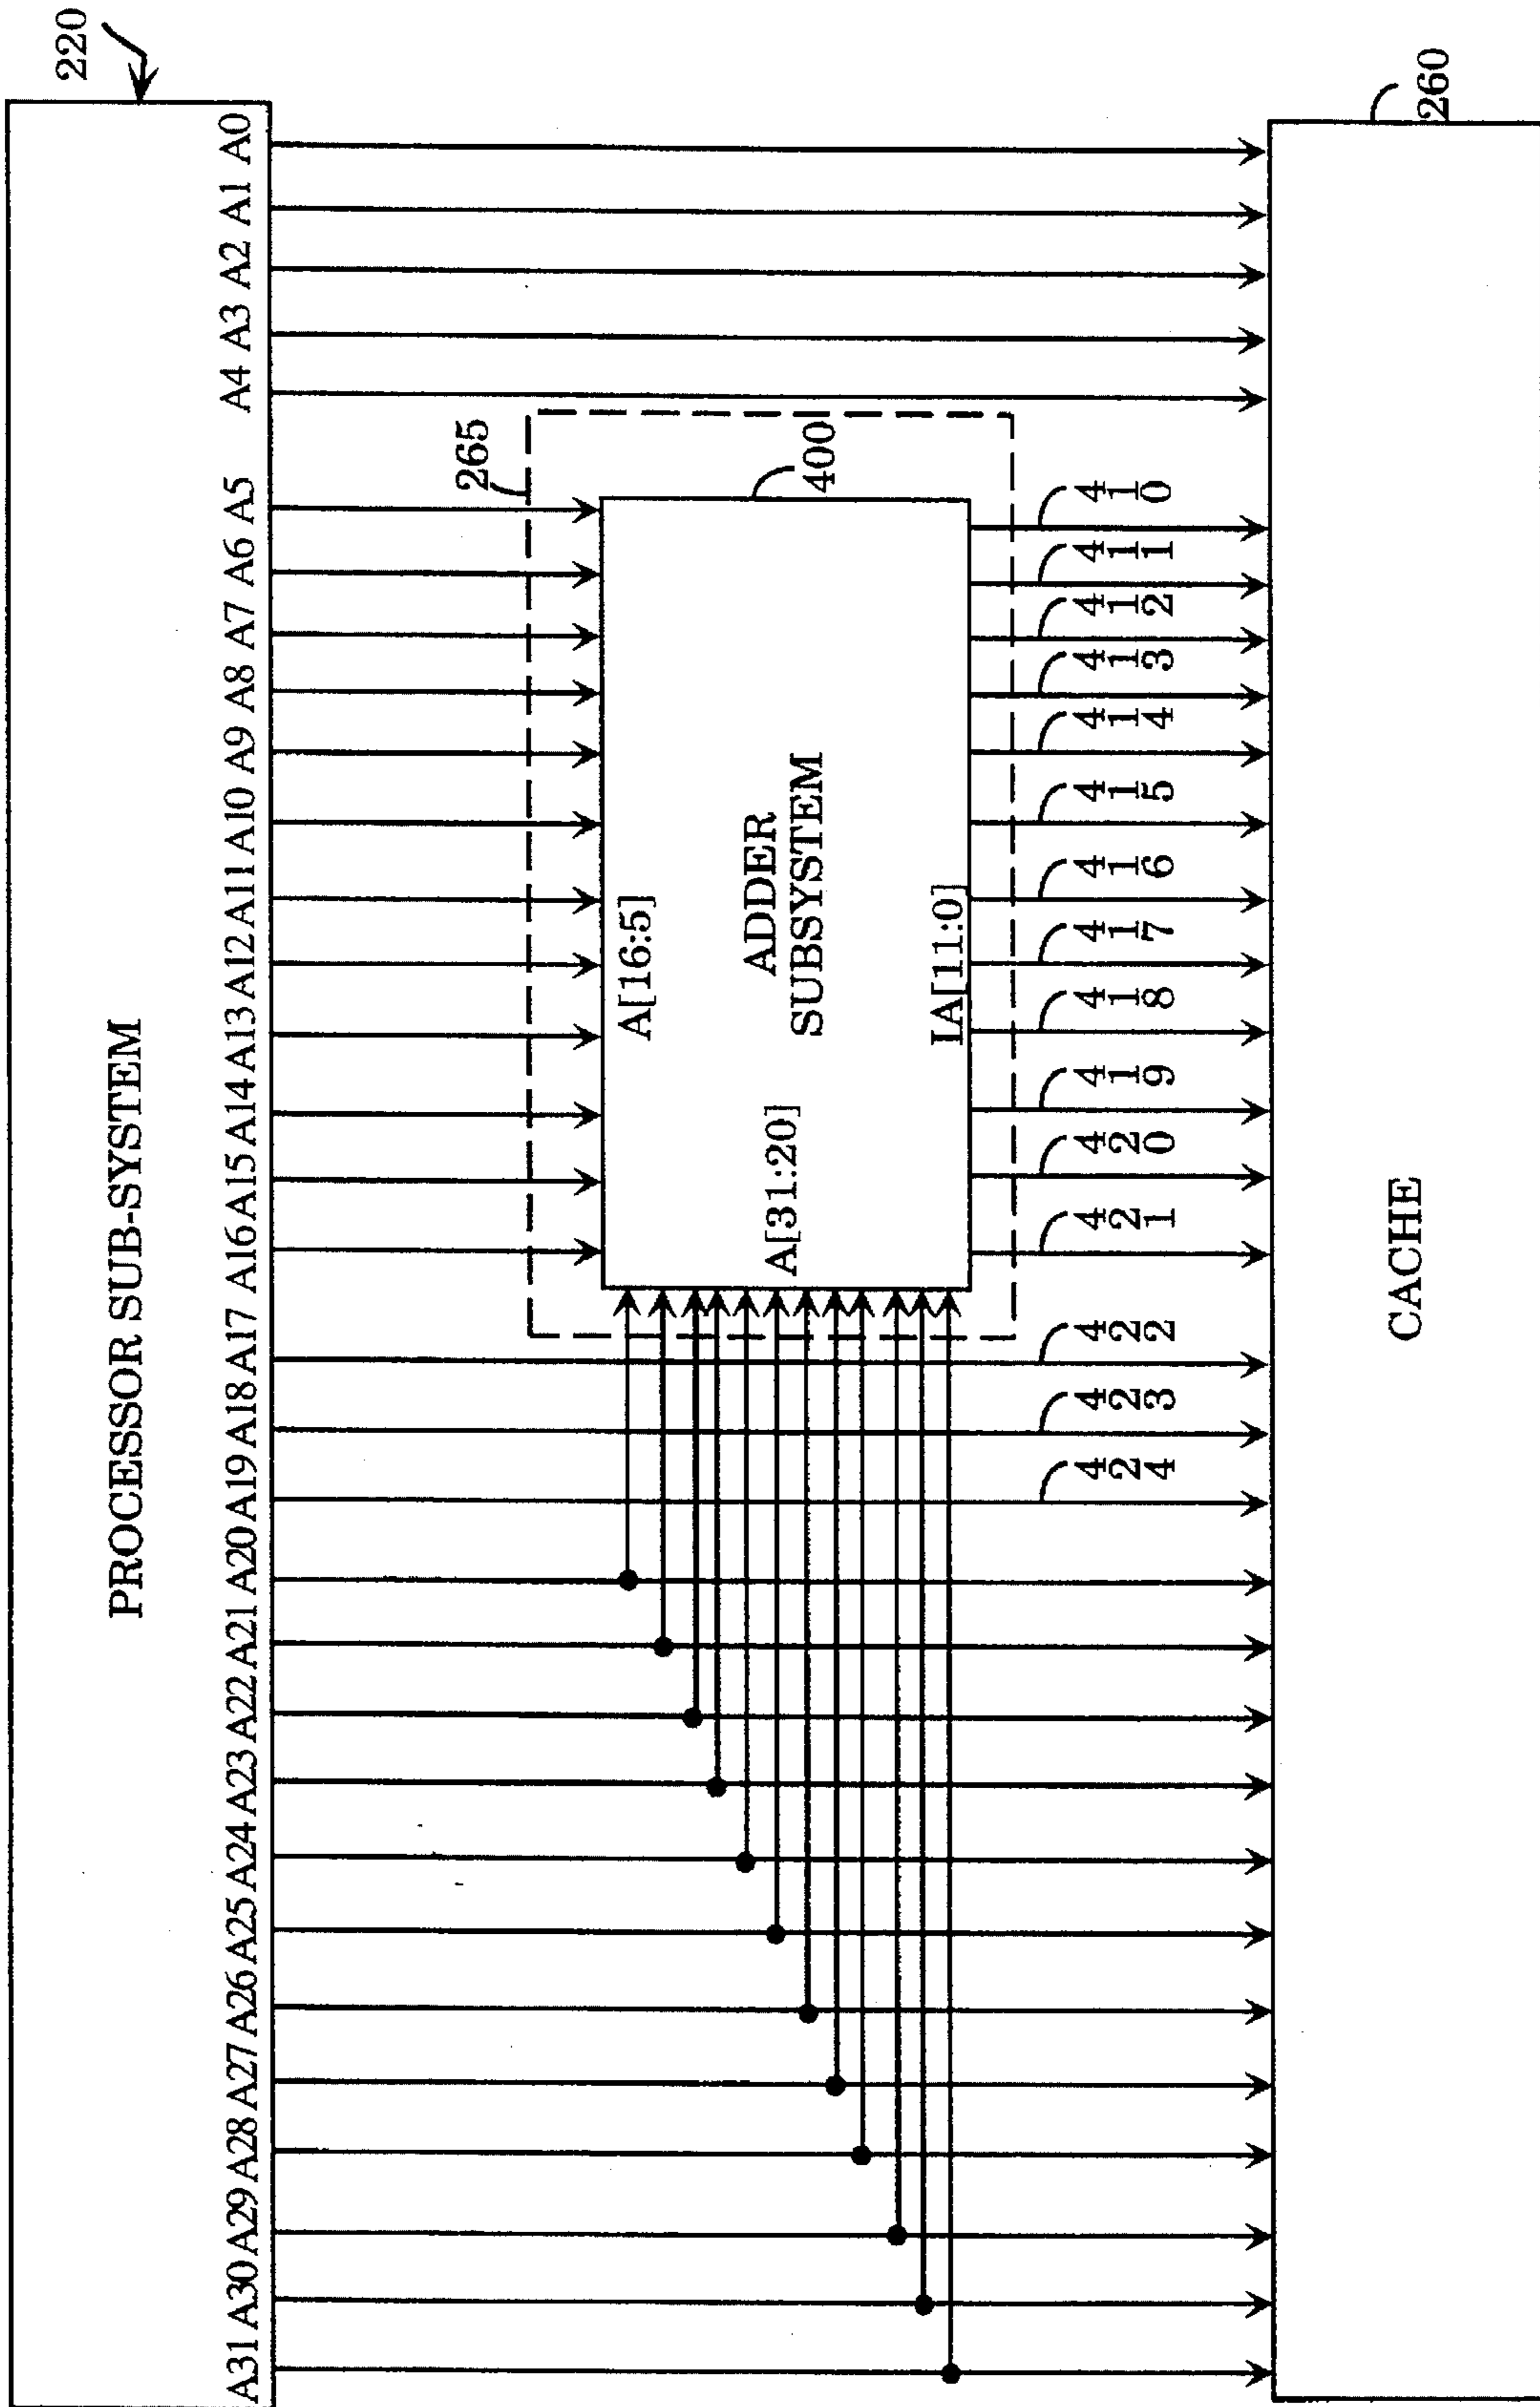 PROCESSOR SUB-SYSTEM
220
A31 A30 A29 A28 A27 A26 A25 A24 A23 A22 A21 A20 A19 A18 A17 A16 A15 A14 A13 A12 A11 A10 A9 A8 A7 A6 A5 A4 A3 A2 A1 A0
265
A[16:5]
A[31:20]
ADDER
SUBSYSTEM
400
IA[11:0]
424 423 422 421 420 419 418 417 416 415 414 413 412 411 410
CACHE
260